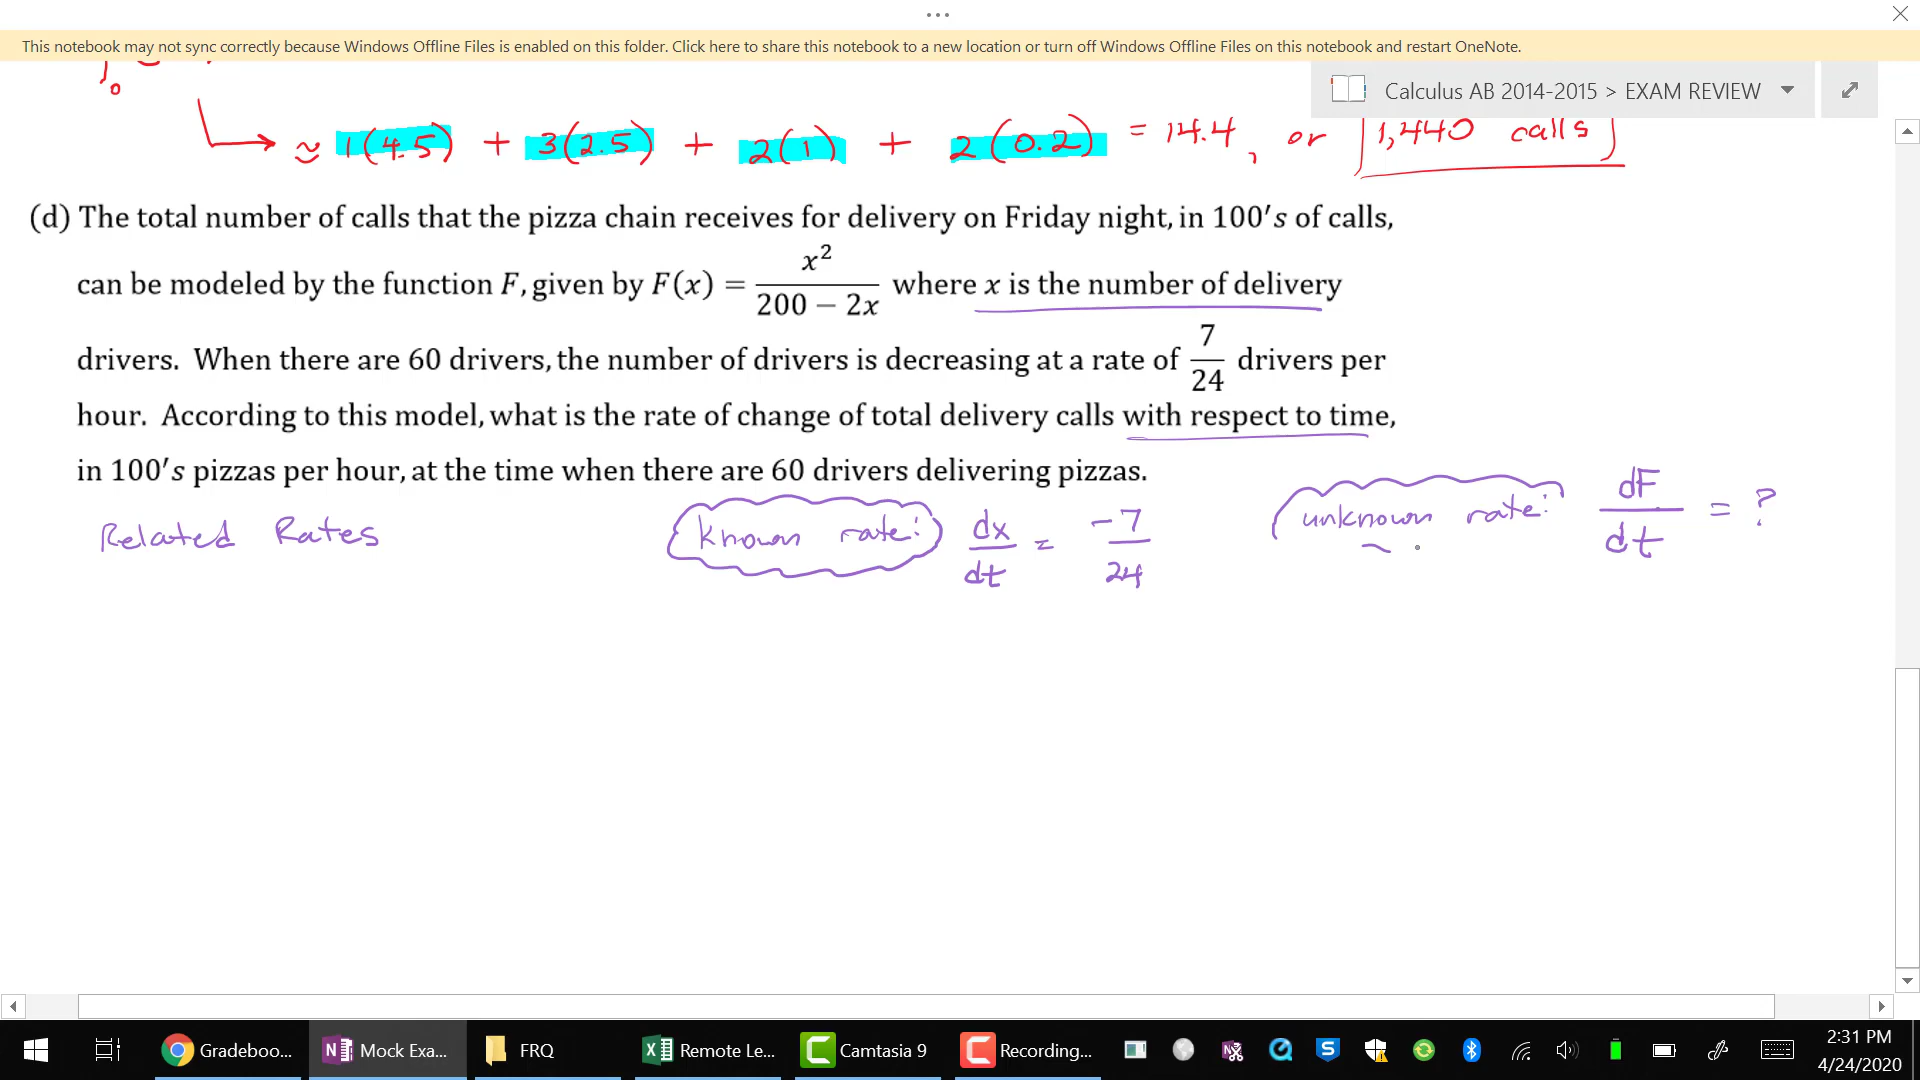 This notebook may not sync correctly because Windows Offline Files is enabled on this folder. Click here to share this notebook to a new location or turn off Windows Offline Files on this notebook and restart OneNote.
Calculus AB 2014-2015 > EXAM REVIEW
≈ 1(4.5) + 3(2.5) + 2(1) + 2(0.2) = 14.4, or 1,440 calls
(d) The total number of calls that the pizza chain receives for delivery on Friday night, in 100's of calls,
can be modeled by the function F, given by F(x) = x²/(200 − 2x) where x is the number of delivery
drivers. When there are 60 drivers, the number of drivers is decreasing at a rate of 7/24 drivers per
hour. According to this model, what is the rate of change of total delivery calls with respect to time,
in 100's pizzas per hour, at the time when there are 60 drivers delivering pizzas.
Related Rates known rate: dx/dt = -7/24 unknown rate: dF/dt = ?
Gradeboo... Mock Exa... FRQ Remote Le... Camtasia 9 Recording...
2:31 PM
4/24/2020